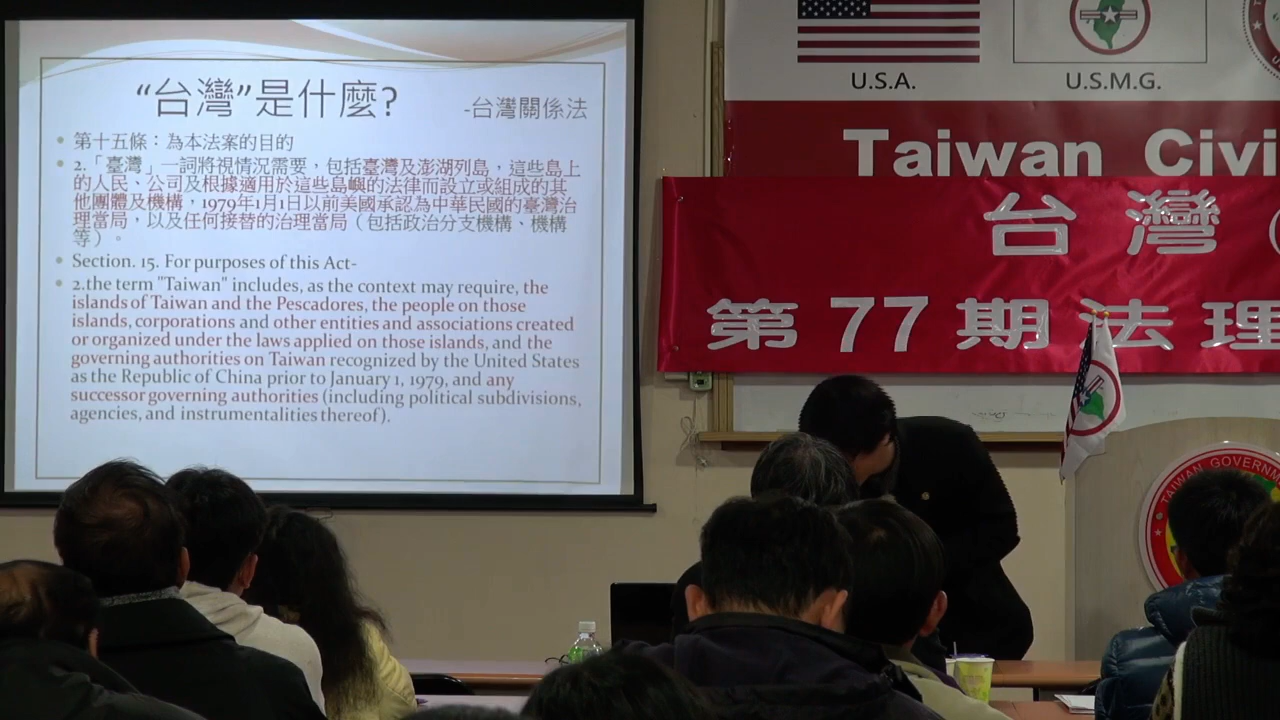 “台灣”是什麼?
-台灣關係法
第十五條：為本法案的目的
2.「臺灣」一詞將視情況需要，包括臺灣及澎湖列島，這些島上
的人民、公司及根據適用於這些島嶼的法律而設立或組成的其
他團體及機構，1979年1月1日以前美國承認為中華民國的臺灣治
理當局，以及任何接替的治理當局（包括政治分支機構、機構
等）。
Section. 15. For purposes of this Act-
2.the term "Taiwan" includes, as the context may require, the
islands of Taiwan and the Pescadores, the people on those
islands, corporations and other entities and associations created
or organized under the laws applied on those islands, and the
governing authorities on Taiwan recognized by the United States
as the Republic of China prior to January 1, 1979, and any
successor governing authorities (including political subdivisions,
agencies, and instrumentalities thereof).
U.S.A.
U.S.M.G.
Taiwan Civi
台灣
第77期法理
TAIWAN GOVERNM